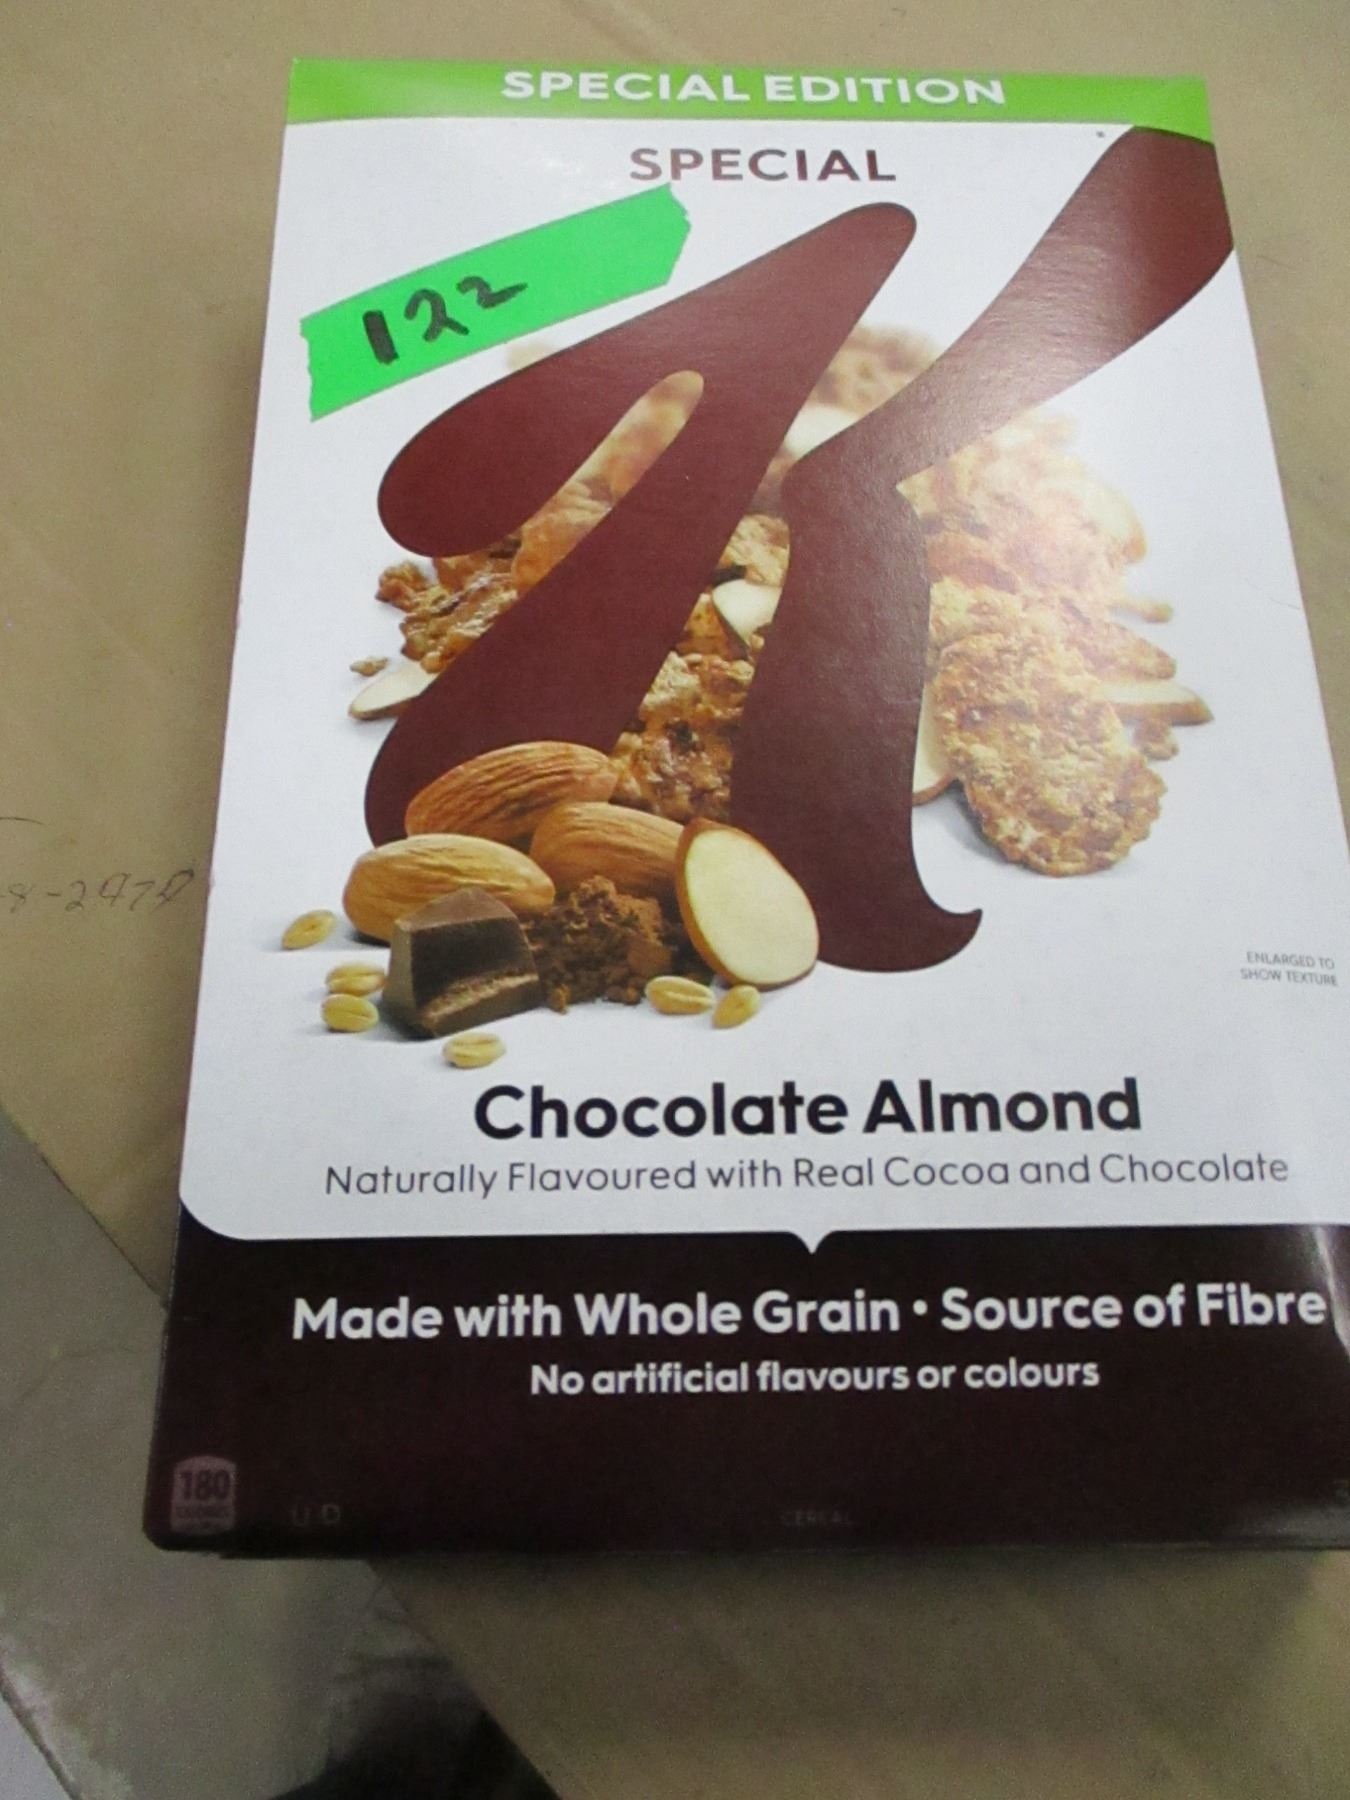 SPECIAL EDITION
SPECIAL
K
122
ENLARGED TO
SHOW TEXTURE
Chocolate Almond
Naturally Flavoured with Real Cocoa and Chocolate
Made with Whole Grain • Source of Fibre
No artificial flavours or colours
180
CEREAL